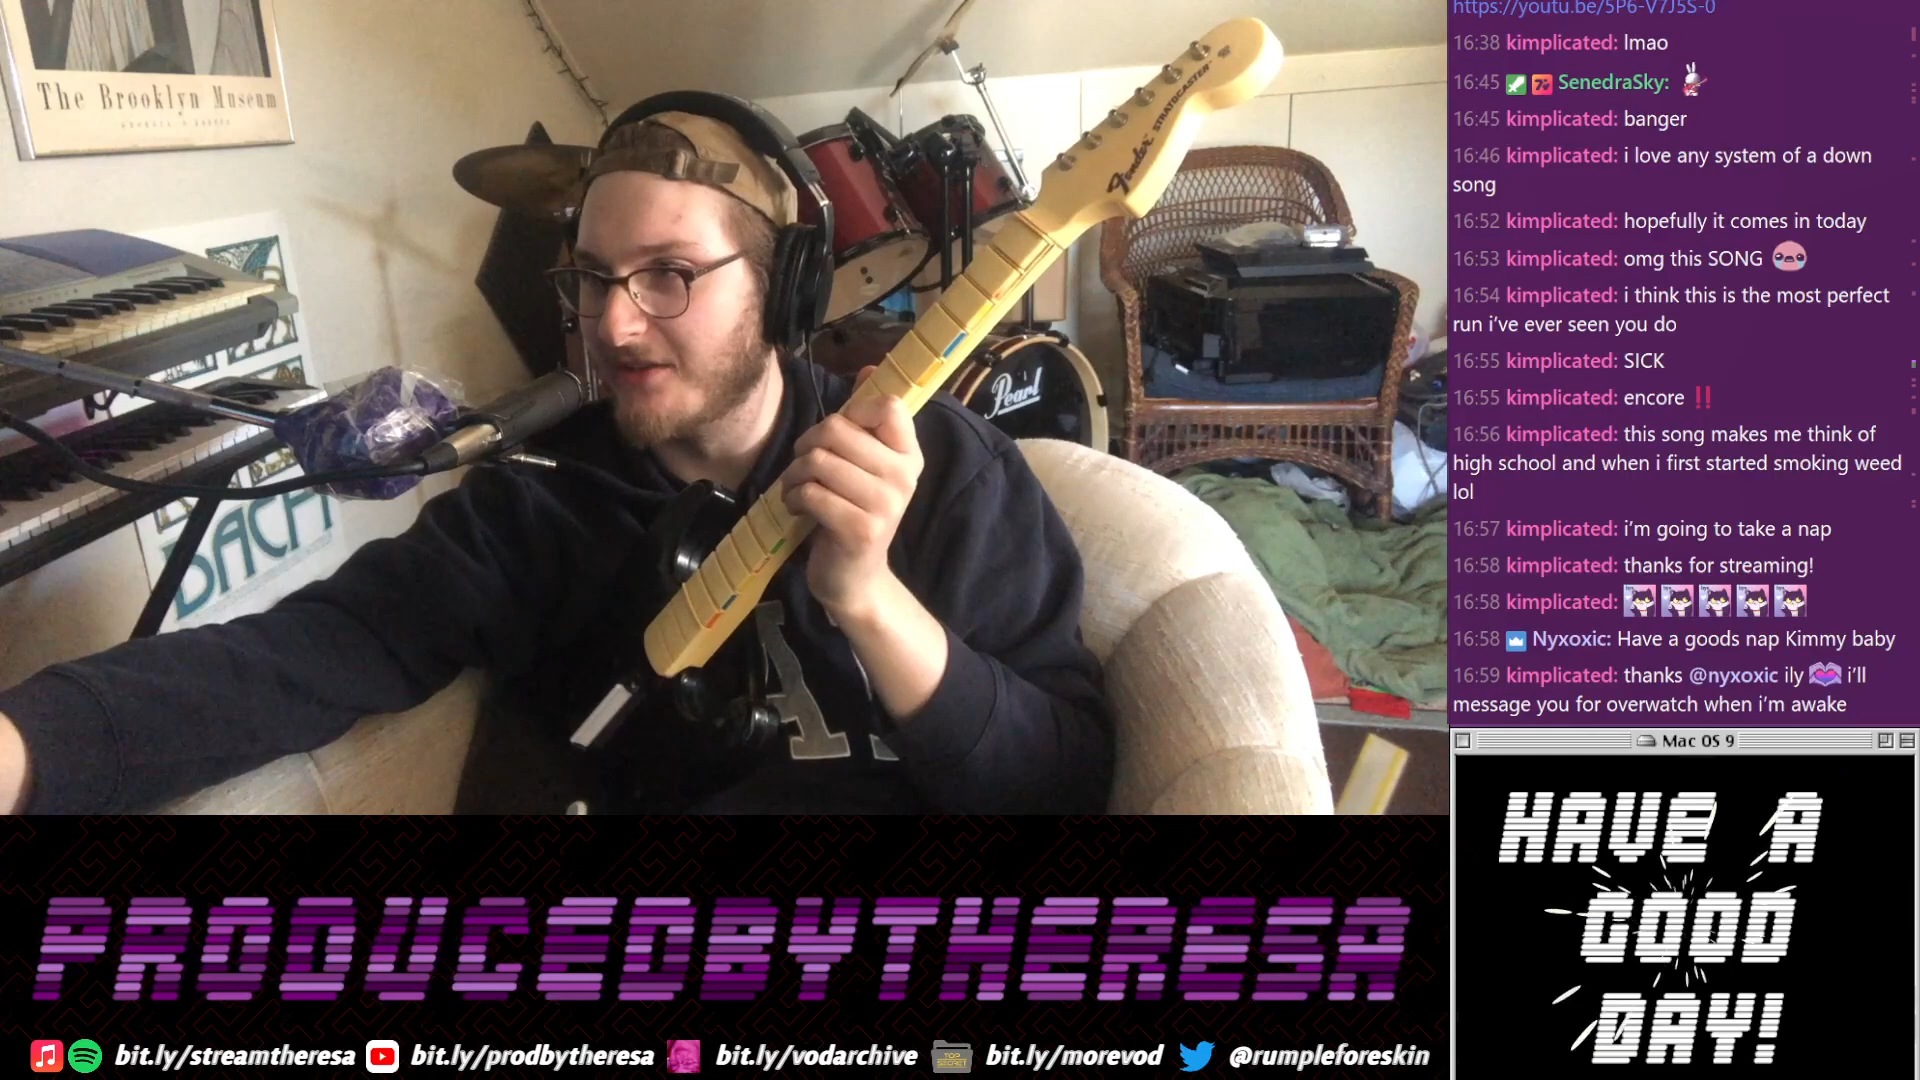 The Brooklyn Museum
Fender
STRATOCASTER
Pearl
BACH
https://youtu.be/5P6-V7J5S-0
16:38 kimplicated: lmao
16:45 SenedraSky:
16:45 kimplicated: banger
16:46 kimplicated: i love any system of a down
song
16:52 kimplicated: hopefully it comes in today
16:53 kimplicated: omg this SONG
16:54 kimplicated: i think this is the most perfect
run i’ve ever seen you do
16:55 kimplicated: SICK
16:55 kimplicated: encore ‼️
16:56 kimplicated: this song makes me think of
high school and when i first started smoking weed
lol
16:57 kimplicated: i’m going to take a nap
16:58 kimplicated: thanks for streaming!
16:58 kimplicated:
16:58 Nyxoxic: Have a goods nap Kimmy baby
16:59 kimplicated: thanks @nyxoxic ily i’ll
message you for overwatch when i’m awake
Mac OS 9
HAVE A
GOOD
DAY!
PRODUCEDBYTHERESA
bit.ly/streamtheresa bit.ly/prodbytheresa bit.ly/vodarchive TOP SECRET bit.ly/morevod @rumpleforeskin